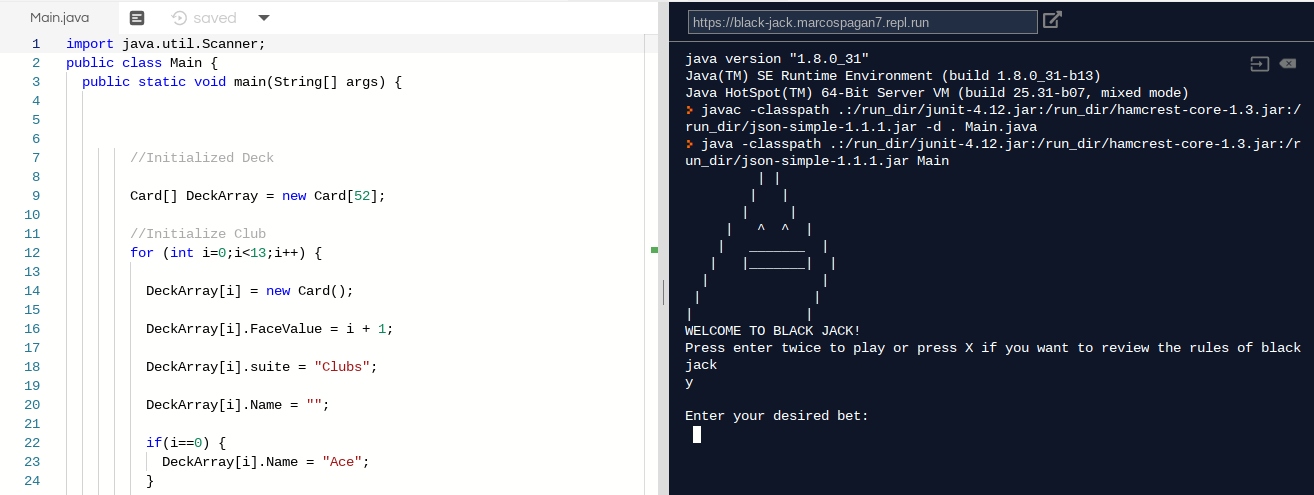 Main.java
saved
1 import java.util.Scanner;
2 public class Main {
3   public static void main(String[] args) {
4
5
6
7         //Initialized Deck
8
9         Card[] DeckArray = new Card[52];
10
11         //Initialize Club
12         for (int i=0;i<13;i++) {
13
14           DeckArray[i] = new Card();
15
16           DeckArray[i].FaceValue = i + 1;
17
18           DeckArray[i].suite = "Clubs";
19
20           DeckArray[i].Name = "";
21
22           if(i==0) {
23             DeckArray[i].Name = "Ace";
24           }
https://black-jack.marcospagan7.repl.run
java version "1.8.0_31"
Java(TM) SE Runtime Environment (build 1.8.0_31-b13)
Java HotSpot(TM) 64-Bit Server VM (build 25.31-b07, mixed mode)
javac -classpath .:/run_dir/junit-4.12.jar:/run_dir/hamcrest-core-1.3.jar:/
run_dir/json-simple-1.1.1.jar -d . Main.java
java -classpath .:/run_dir/junit-4.12.jar:/run_dir/hamcrest-core-1.3.jar:/r
un_dir/json-simple-1.1.1.jar Main
         | |
        |   |
       |     |
     |   ^  ^  |
    |   _______  |
   |   |_______|  |
  |              |
 |              |
|              |
WELCOME TO BLACK JACK!
Press enter twice to play or press X if you want to review the rules of black
jack
y
Enter your desired bet: